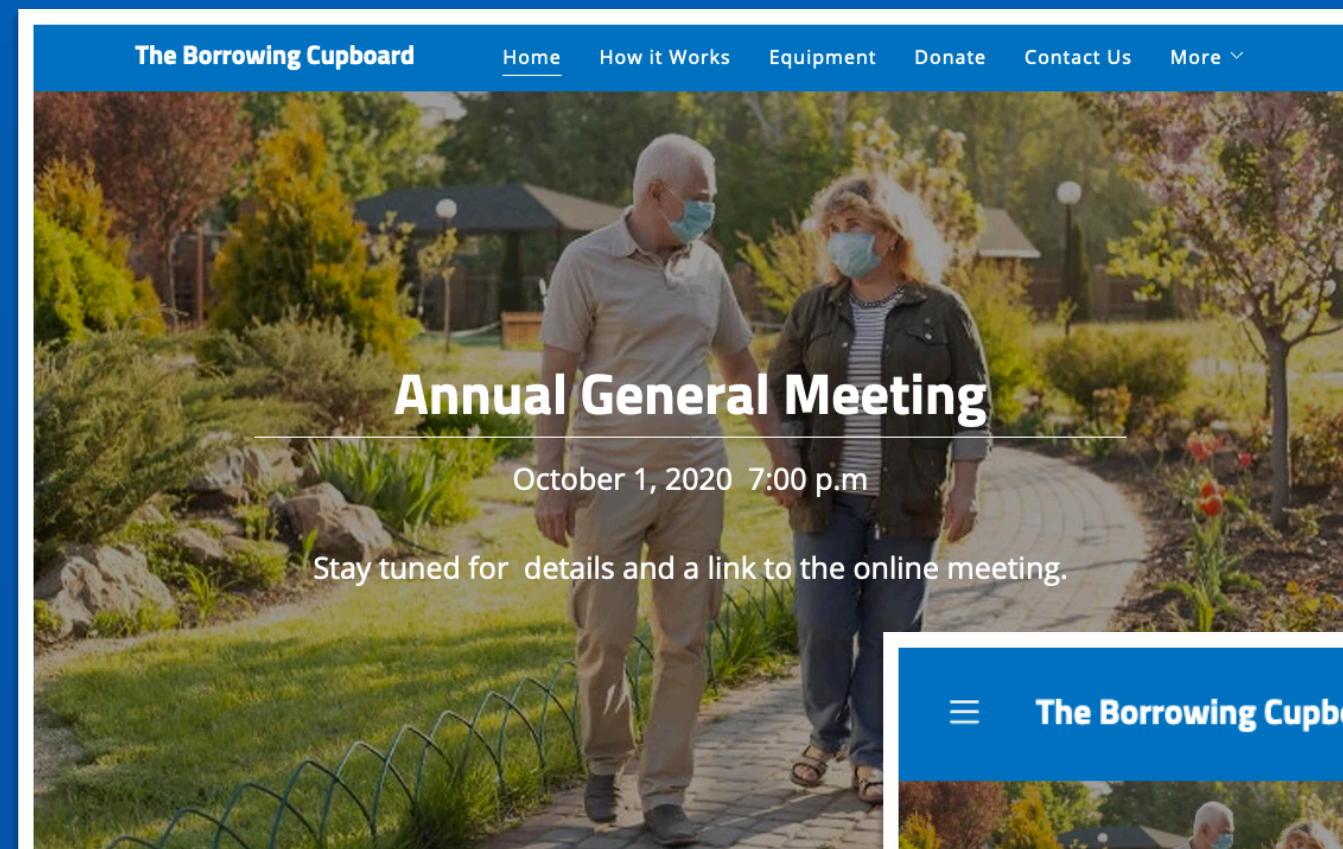 The Borrowing Cupboard
Home How it Works Equipment Donate Contact Us More
Annual General Meeting
October 1, 2020 7:00 p.m
Stay tuned for details and a link to the online meeting.
The Borrowing